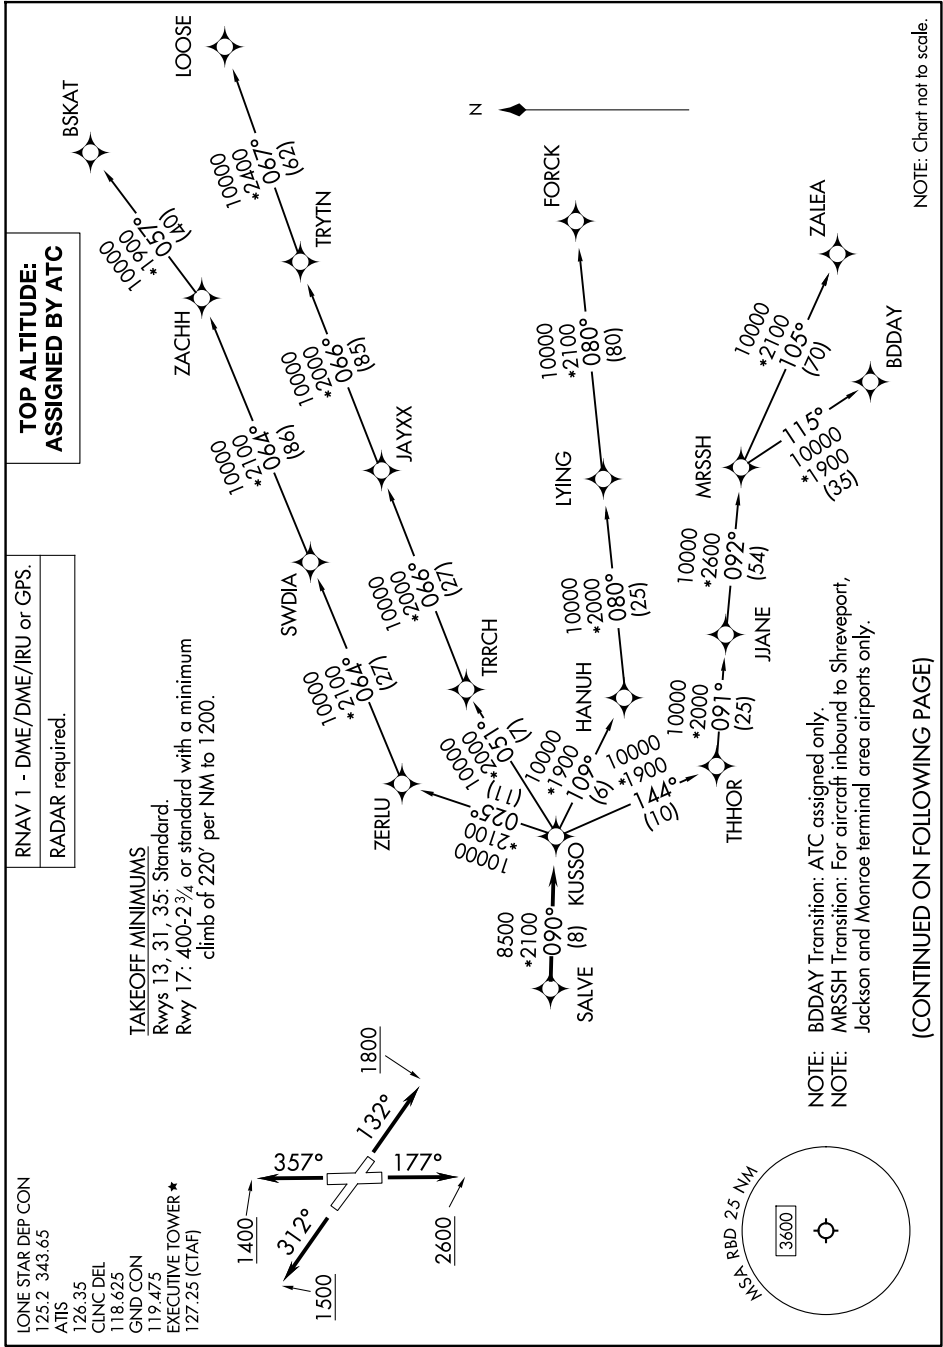 LONE STAR DEP CON
125.2 343.65
ATIS
126.35
CLNC DEL
118.625
GND CON
119.475
EXECUTIVE TOWER ★
127.25 (CTAF)
RNAV 1 - DME/DME/IRU or GPS.
RADAR required.
TOP ALTITUDE:
ASSIGNED BY ATC
TAKEOFF MINIMUMS
Rwys 13, 31, 35: Standard.
Rwy 17: 400-2¾ or standard with a minimum
climb of 220' per NM to 1200.
1400
357°
312°
1500
132°
1800
177°
2600
SALVE
8500
*2100
090°
(8)
KUSSO
10000
*2100
025°
(11)
ZERLU
10000
*2100
064°
(27)
SWDIA
10000
*2100
064°
(86)
ZACHH
10000
*1900
057°
(40)
BSKAT
10000
*2000
051°
(7)
TRRCH
10000
*2000
066°
(27)
JAYXX
10000
*2000
066°
(85)
TRYTN
10000
*2400
067°
(62)
LOOSE
10000
*1900
109°
(6)
HANUH
10000
*2000
080°
(25)
LYING
10000
*2100
080°
(80)
FORCK
10000
*1900
144°
(10)
THHOR
10000
*2000
091°
(25)
JJANE
10000
*2600
092°
(54)
MRSSH
10000
*2100
105°
(70)
ZALEA
115°
10000
*1900
(35)
BDDAY
N
MSA RBD 25 NM
3600
NOTE: BDDAY Transition: ATC assigned only.
NOTE: MRSSH Transition: For aircraft inbound to Shreveport,
Jackson and Monroe terminal area airports only.
(CONTINUED ON FOLLOWING PAGE)
NOTE: Chart not to scale.